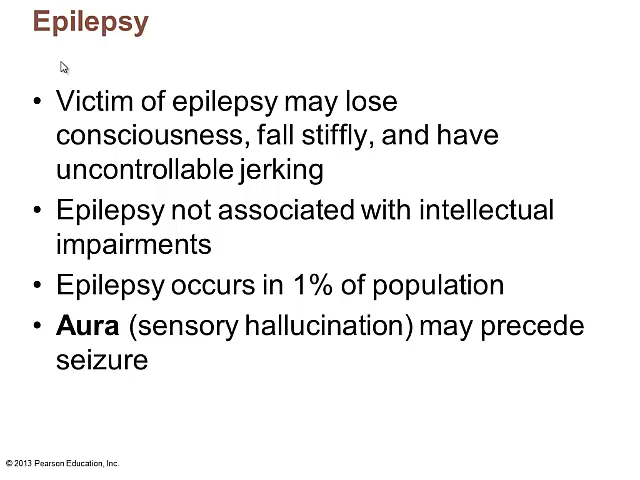 Epilepsy
• Victim of epilepsy may lose
consciousness, fall stiffly, and have
uncontrollable jerking
• Epilepsy not associated with intellectual
impairments
• Epilepsy occurs in 1% of population
• Aura (sensory hallucination) may precede
seizure
© 2013 Pearson Education, Inc.